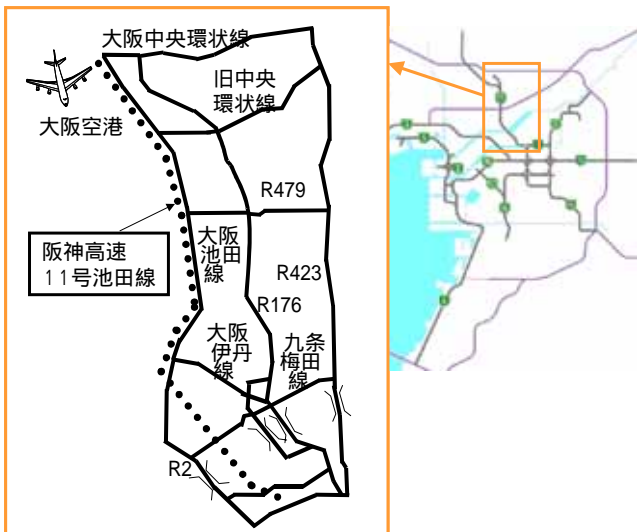 大阪中央環状線
旧中央
環状線
大阪空港
R479
阪神高速
11号池田線
大阪
池田
線
R423
R176
大阪
伊丹
線
九条
梅田
線
R2